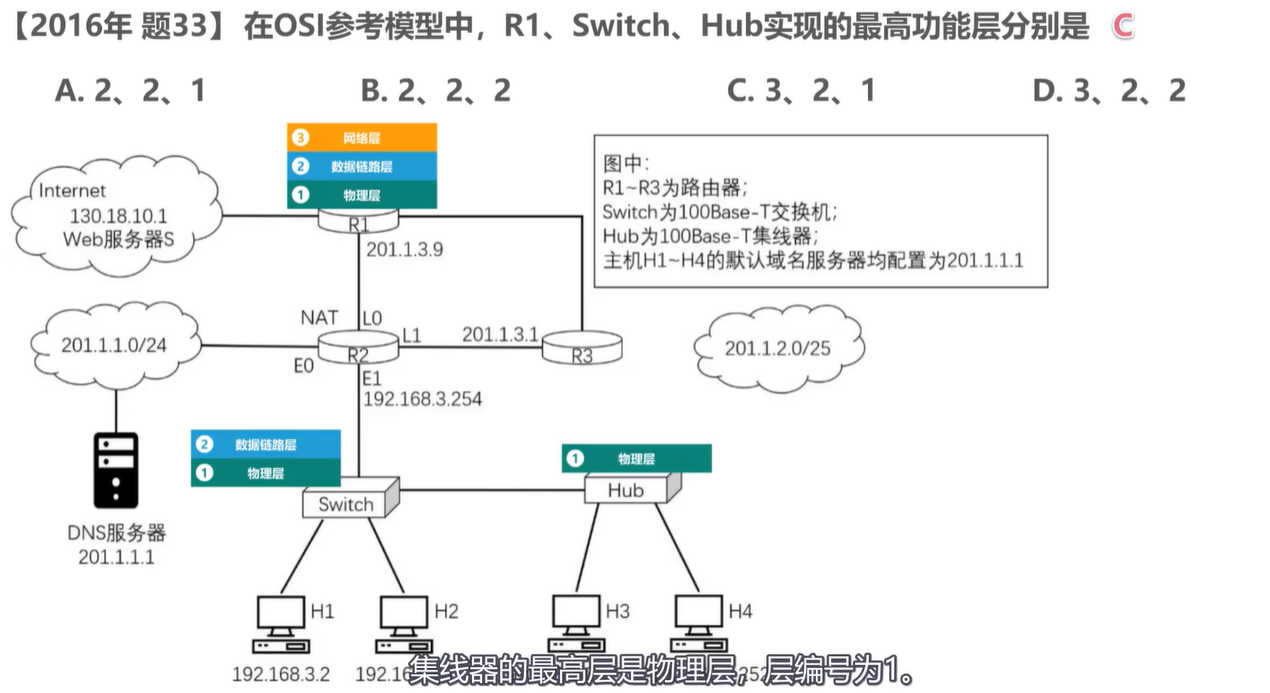 【2016年 题33】在OSI参考模型中，R1、Switch、Hub实现的最高功能层分别是 C
A. 2、2、1 B. 2、2、2 C. 3、2、1 D. 3、2、2
3 网络层
2 数据链路层
1 物理层
图中：
R1~R3为路由器；
Switch为100Base-T交换机；
Hub为100Base-T集线器；
主机H1~H4的默认域名服务器均配置为201.1.1.1
Internet
130.18.10.1
Web服务器S
R1
201.1.3.9
NAT L0
201.1.1.0/24
L1
201.1.3.1
R2
R3
201.1.2.0/25
E0
E1
192.168.3.254
2 数据链路层
1 物理层
1 物理层
Switch
Hub
DNS服务器
201.1.1.1
H1
H2
H3
H4
192.168.3.2
集线器的最高层是物理层，层编号为1。